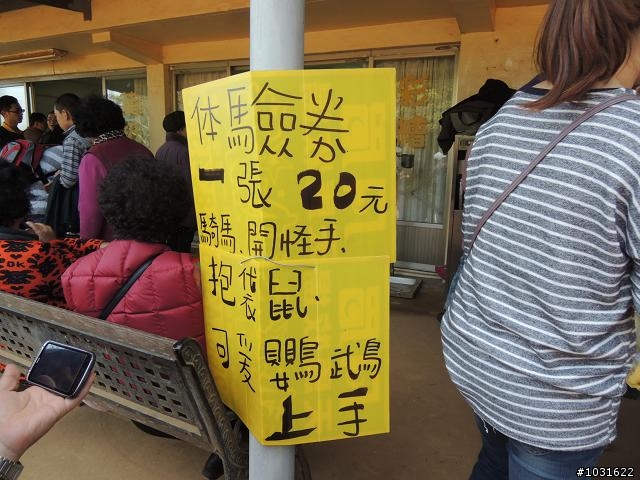 体驗券
一張20元
騎馬、開怪手、
抱袋鼠、
可愛鸚鵡
上手
#1031622